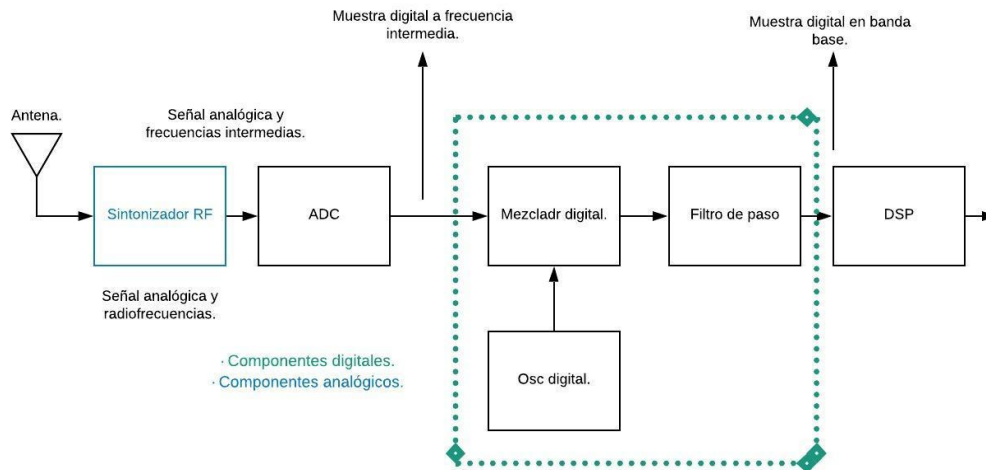 Muestra digital a frecuencia
intermedia.
Muestra digital en banda
base.
Antena.
Señal analógica y
frecuencias intermedias.
Sintonizador RF
ADC
Mezcladr digital.
Filtro de paso
DSP
Señal analógica y
radiofrecuencias.
· Componentes digitales.
· Componentes analógicos.
Osc digital.